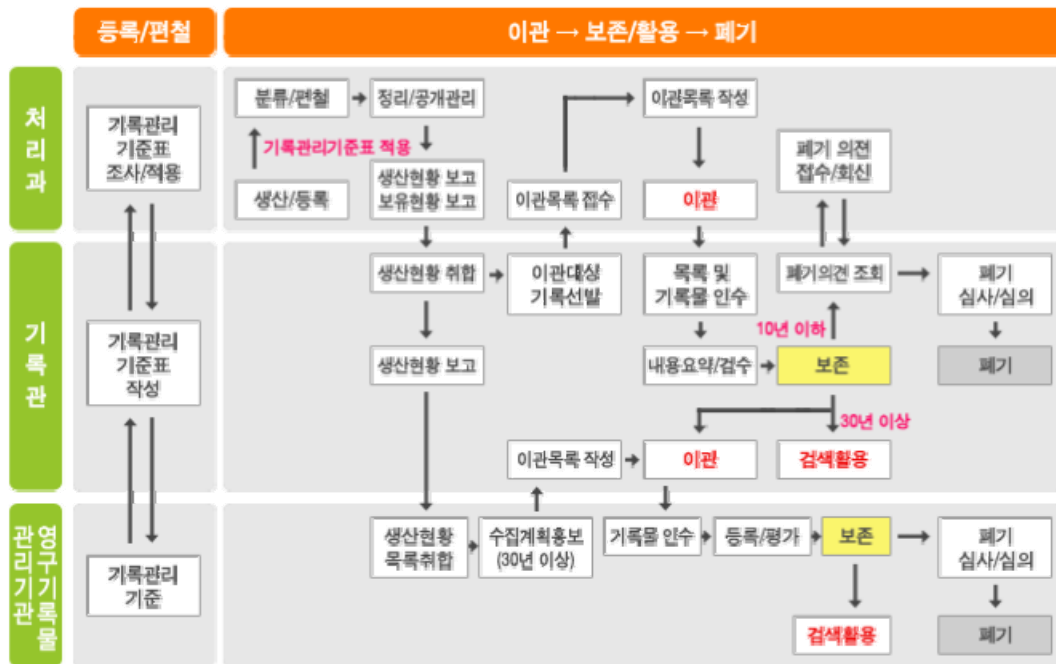 등록/편철
이관 → 보존/활용 → 폐기
처리과
기록관리
기준표
조사/적용
분류/편철
정리/공개관리
이관목록 작성
기록관리기준표 적용
폐기 의견
접수/회신
생산/등록
생산현황 보고
보유현황 보고
이관목록 접수
이관
기록관
기록관리
기준표
작성
생산현황 취합
이관대상
기록선발
목록 및
기록물 인수
폐기의견 조회
폐기
심사/심의
10년 이하
생산현황 보고
내용요약/검수
보존
폐기
30년 이상
이관목록 작성
이관
검색활용
영구기록물
관리기관
기록관리
기준
생산현황
목록취합
수집계획홍보
(30년 이상)
기록물 인수
등록/평가
보존
폐기
심사/심의
검색활용
폐기